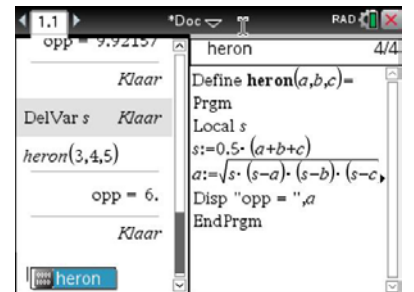 1.1 *Doc RAD
opp = 9.92157
Klaar
DelVar s Klaar
heron(3,4,5)
opp = 6.
Klaar
heron
heron 4/4
Define heron(a,b,c)=
Prgm
Local s
s:=0.5·(a+b+c)
a:=√s·(s−a)·(s−b)·(s−c
Disp "opp = ",a
EndPrgm